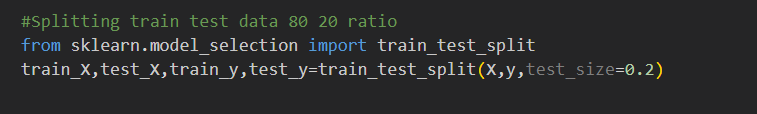 #Splitting train test data 80 20 ratio
from sklearn.model_selection import train_test_split
train_X,test_X,train_y,test_y=train_test_split(X,y,test_size=0.2)